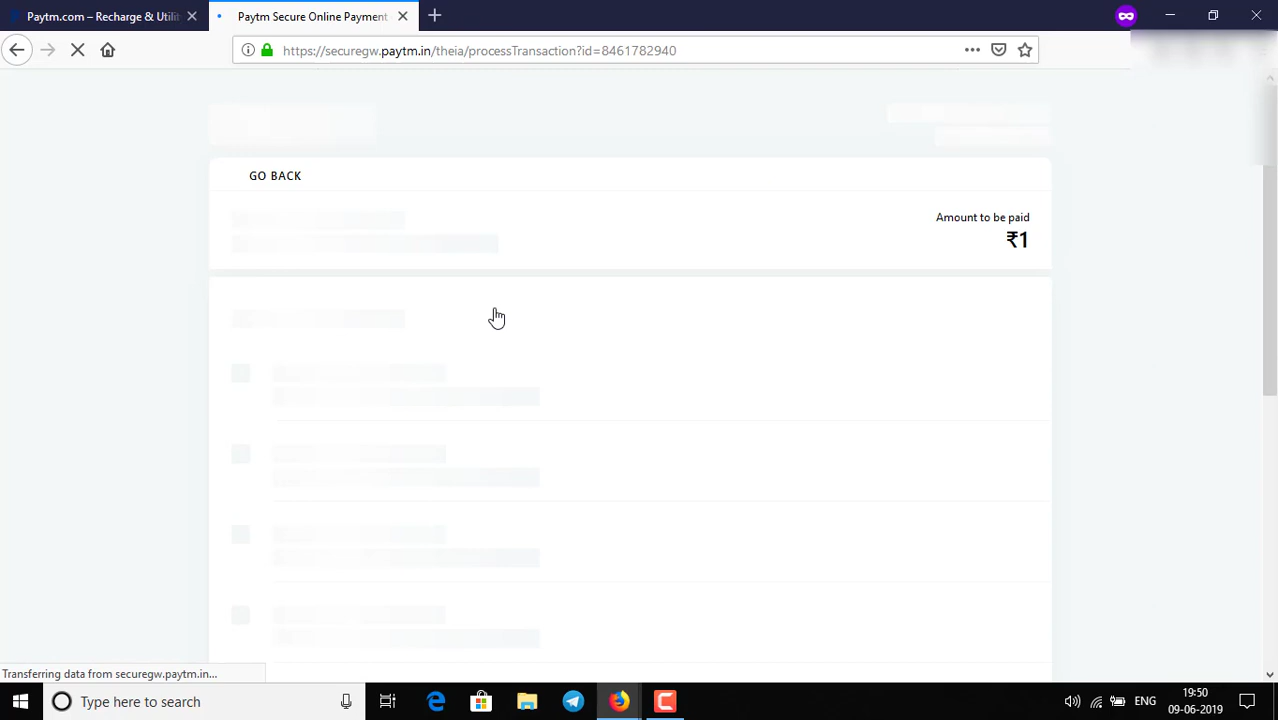 Paytm.com – Recharge & Utilit
Paytm Secure Online Payment
https://securegw.paytm.in/theia/processTransaction?id=8461782940
GO BACK
Amount to be paid
₹1
Transferring data from securegw.paytm.in...
Type here to search
ENG
19:50
09-06-2019